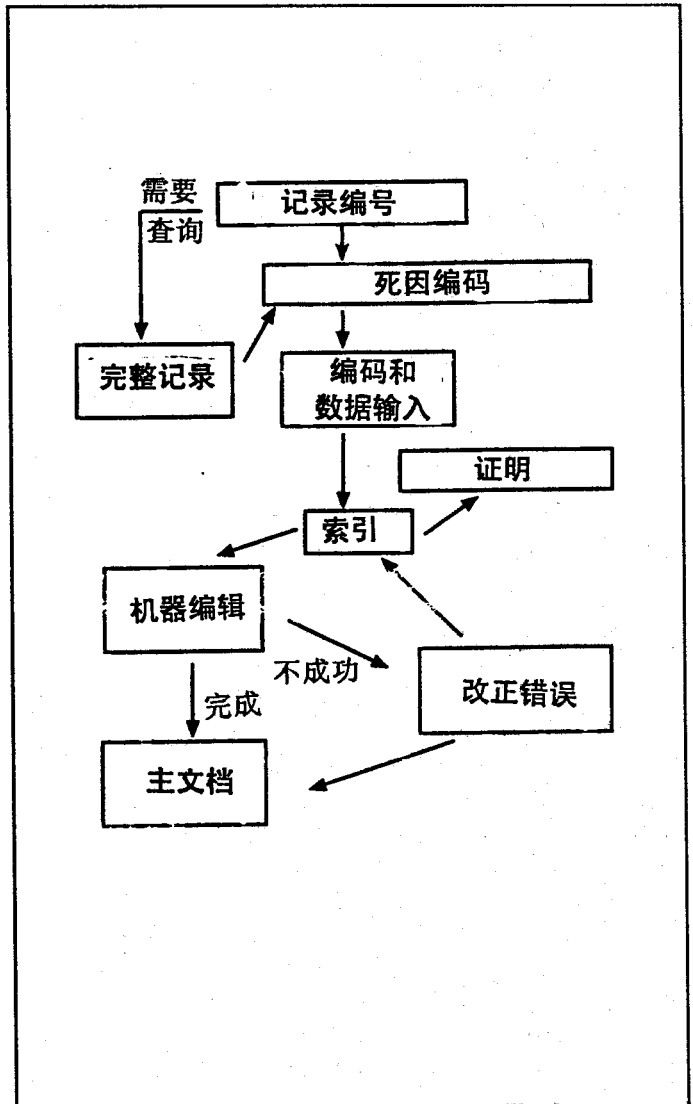 需要
查询
记录编号
死因编码
完整记录
编码和
数据输入
证明
索引
机器编辑
不成功
改正错误
完成
主文档